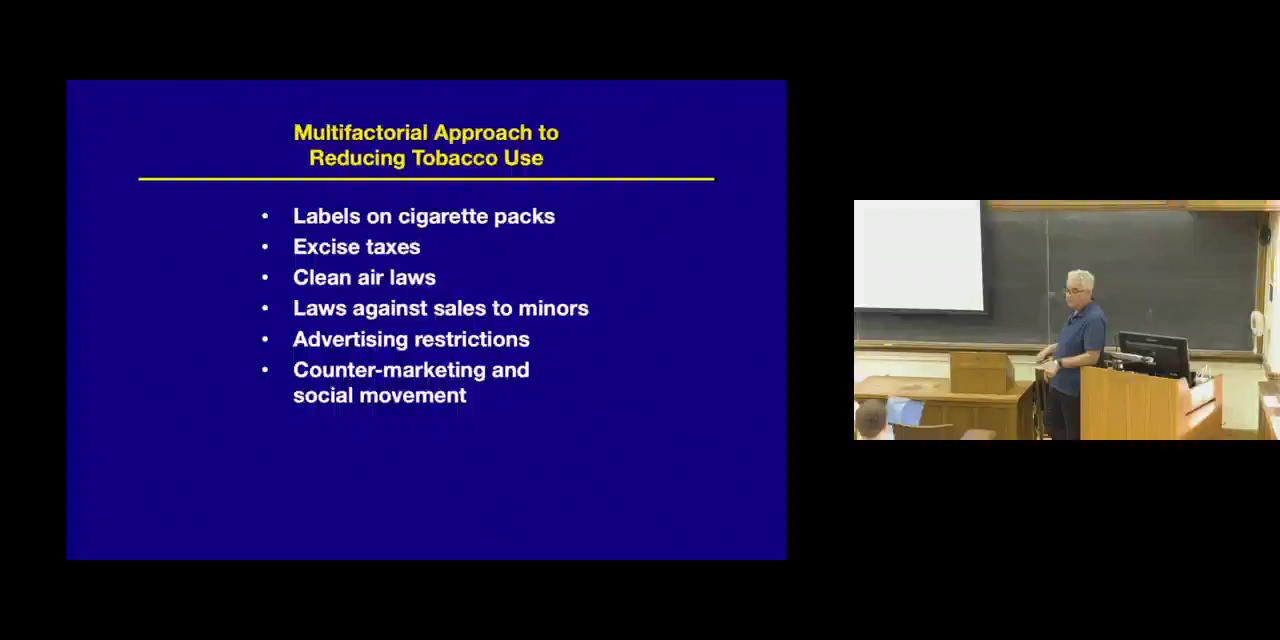 Multifactorial Approach to
Reducing Tobacco Use
• Labels on cigarette packs
• Excise taxes
• Clean air laws
• Laws against sales to minors
• Advertising restrictions
• Counter-marketing and
social movement